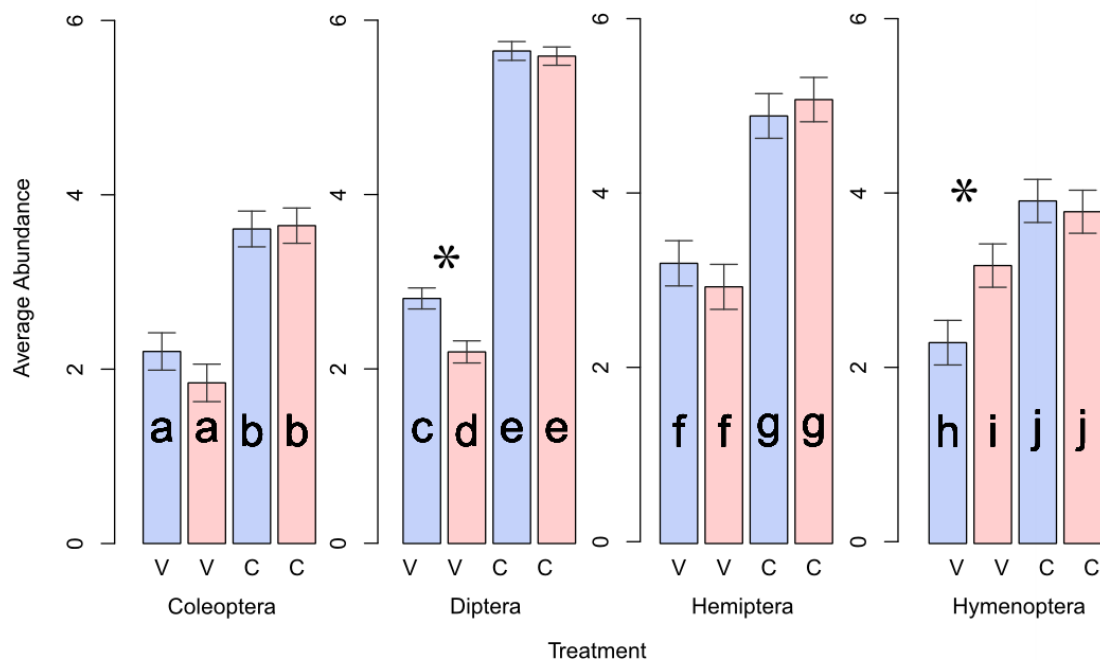 Average Abundance
6 6 6 6
4 4 4 4
* *
2 2 2 2
a a b b c d e e f f g g h i j j
0 0 0 0
V V C C V V C C V V C C V V C C
Coleoptera Diptera Hemiptera Hymenoptera
Treatment